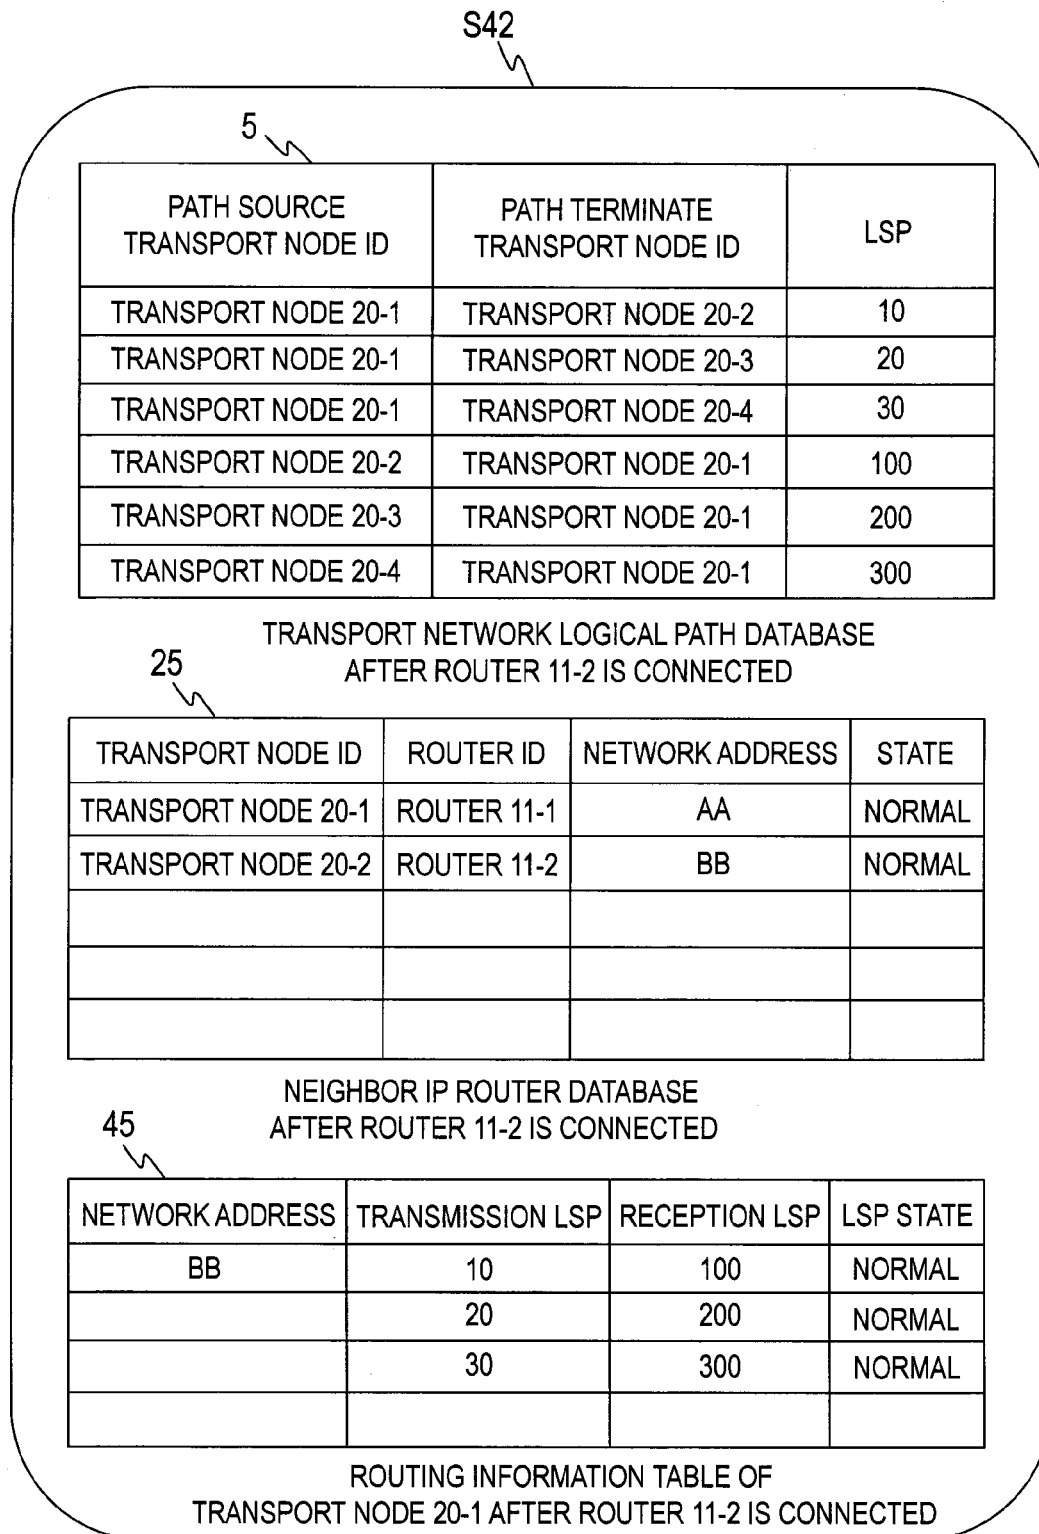 S42
5
PATH SOURCE TRANSPORT NODE ID PATH TERMINATE TRANSPORT NODE ID LSP
TRANSPORT NODE 20-1 TRANSPORT NODE 20-2 10
TRANSPORT NODE 20-1 TRANSPORT NODE 20-3 20
TRANSPORT NODE 20-1 TRANSPORT NODE 20-4 30
TRANSPORT NODE 20-2 TRANSPORT NODE 20-1 100
TRANSPORT NODE 20-3 TRANSPORT NODE 20-1 200
TRANSPORT NODE 20-4 TRANSPORT NODE 20-1 300
TRANSPORT NETWORK LOGICAL PATH DATABASE
AFTER ROUTER 11-2 IS CONNECTED
25
TRANSPORT NODE ID ROUTER ID NETWORK ADDRESS STATE
TRANSPORT NODE 20-1 ROUTER 11-1 AA NORMAL
TRANSPORT NODE 20-2 ROUTER 11-2 BB NORMAL
NEIGHBOR IP ROUTER DATABASE
AFTER ROUTER 11-2 IS CONNECTED
45
NETWORK ADDRESS TRANSMISSION LSP RECEPTION LSP LSP STATE
BB 10 100 NORMAL
20 200 NORMAL
30 300 NORMAL
ROUTING INFORMATION TABLE OF
TRANSPORT NODE 20-1 AFTER ROUTER 11-2 IS CONNECTED